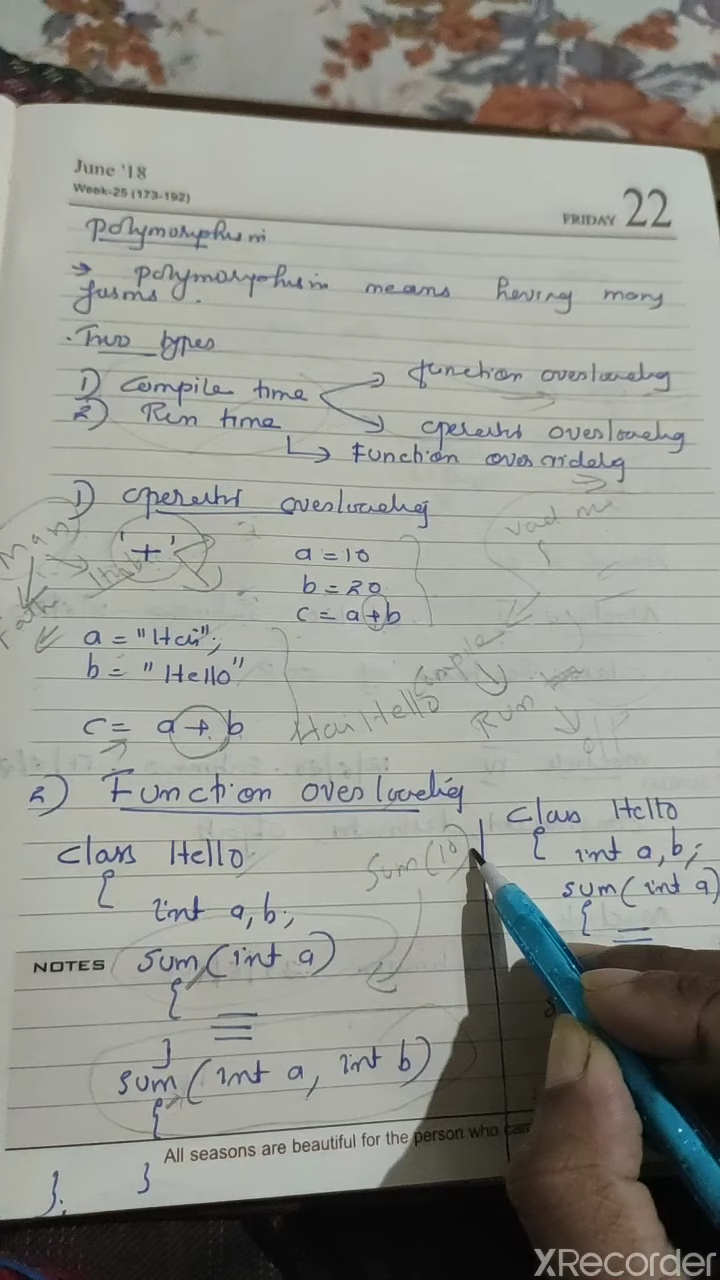 June '18
Week-25 (173-192)
FRIDAY 22
Polymorphism
→ polymorphism means having many
forms.
Two types
1) Compile time → function overloading
→ operator overloading
2) Run time
↳ Function overriding
1) operator overloading
'+'
a = 10
b = 20
c = a + b
a = "Hai";
b = "Hello"
c = a + b
Hai Hello
Compile
Run
2) Function overloading
class Hello
{
int a, b;
sum (int a)
{
}
sum (int a, int b)
{
}
};
sum(10)
class Hello
{ int a, b;
sum (int a)
{
NOTES
All seasons are beautiful for the person who
XRecorder